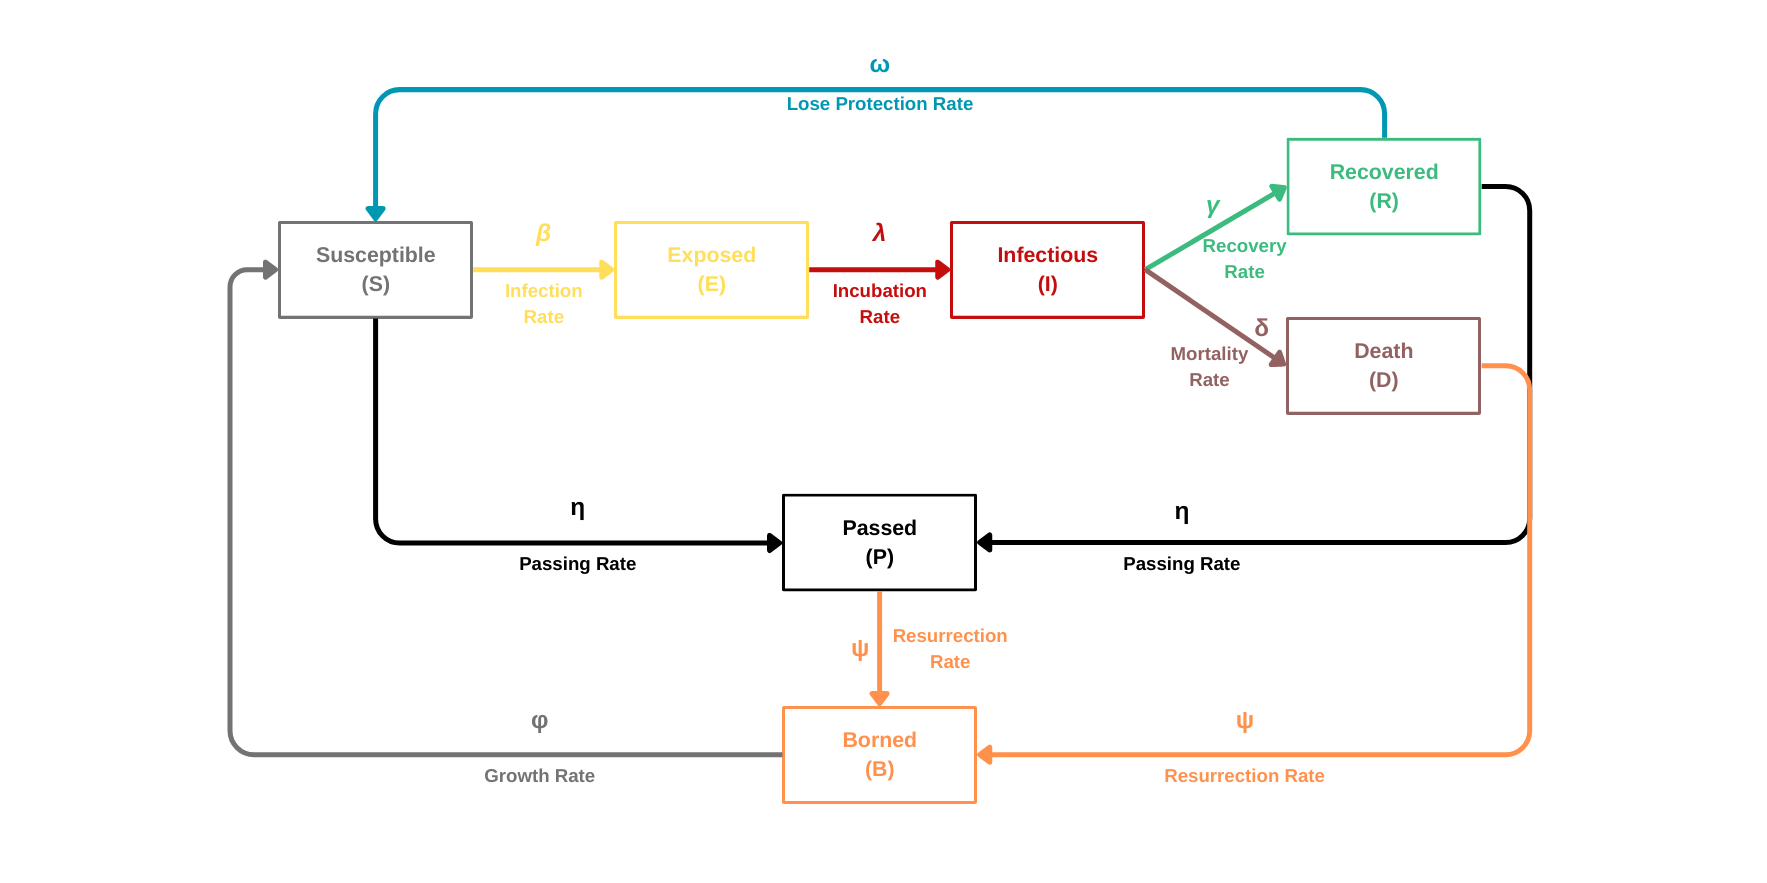 ω
Lose Protection Rate
Recovered
(R)
γ
Recovery
Rate
Susceptible
(S)
β
Infection
Rate
Exposed
(E)
λ
Incubation
Rate
Infectious
(I)
δ
Mortality
Rate
Death
(D)
η
Passing Rate
Passed
(P)
η
Passing Rate
ψ
Resurrection
Rate
φ
Growth Rate
Borned
(B)
ψ
Resurrection Rate